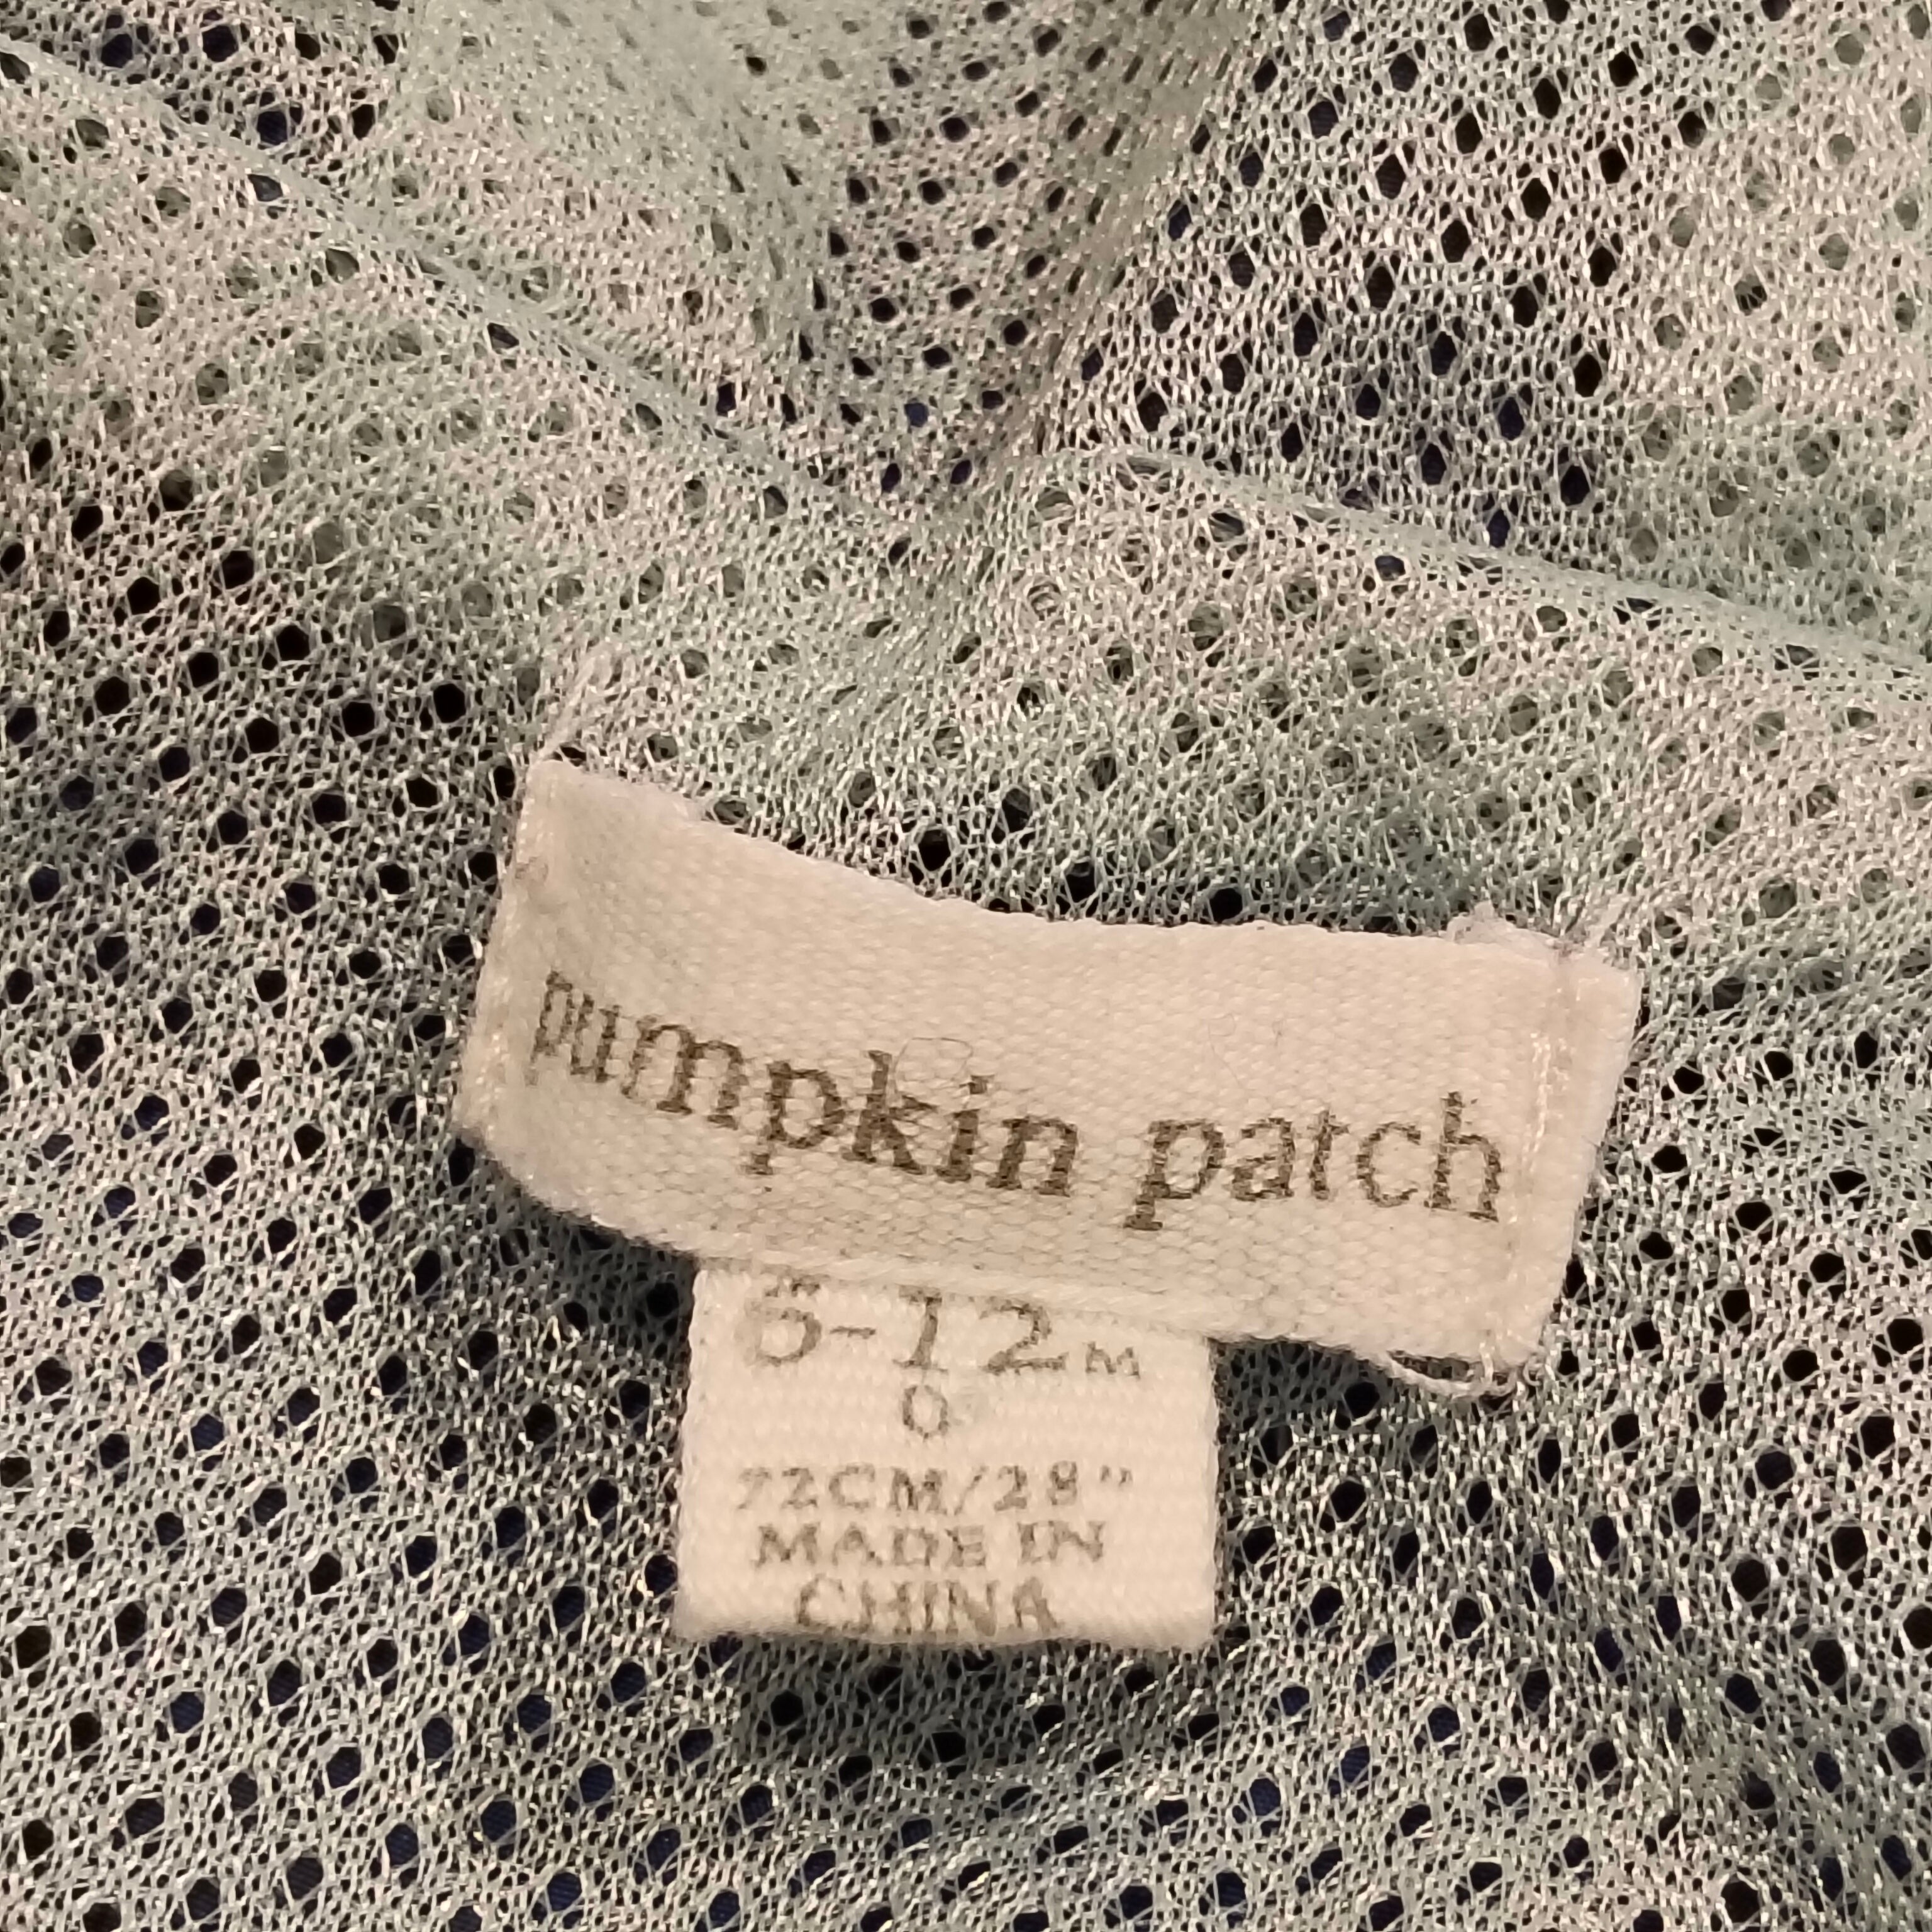 pumpkin patch
6-12M
0
72CM/28"
MADE IN
CHINA